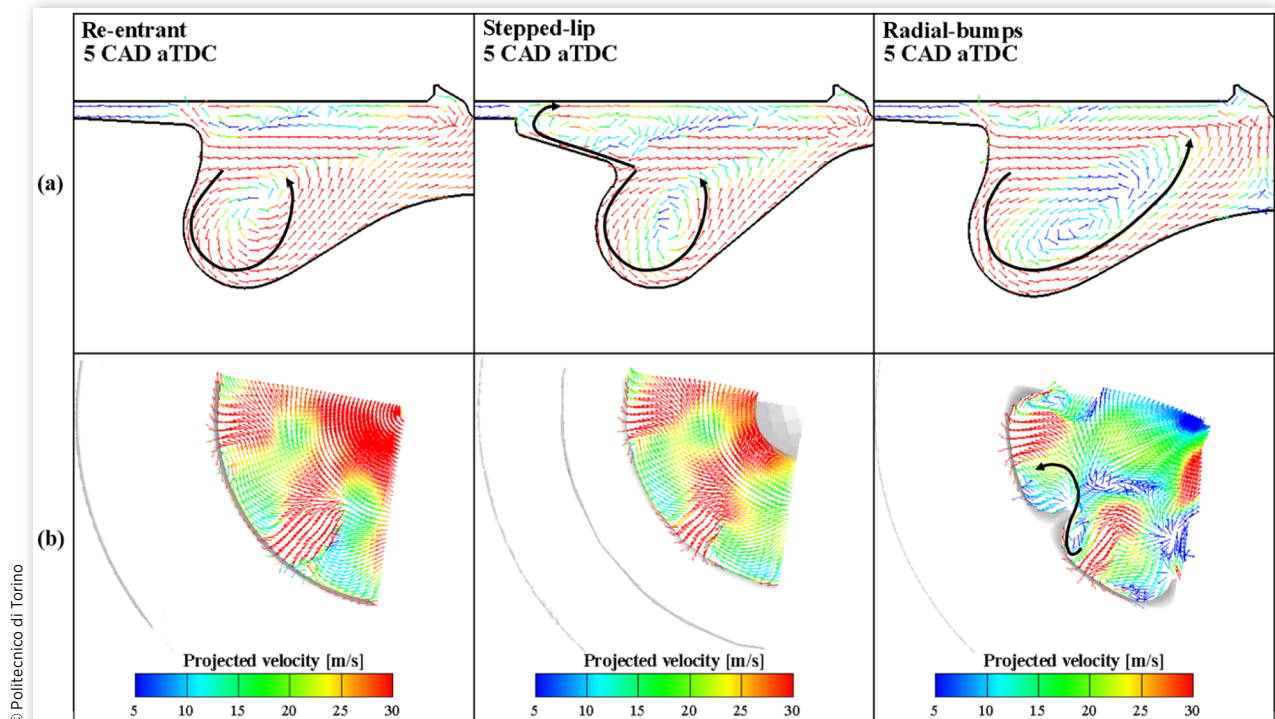 Re-entrant
5 CAD aTDC
Stepped-lip
5 CAD aTDC
Radial-bumps
5 CAD aTDC
(a)
(b)
Projected velocity [m/s]
5 10 15 20 25 30
Projected velocity [m/s]
5 10 15 20 25 30
Projected velocity [m/s]
5 10 15 20 25 30
© Politecnico di Torino